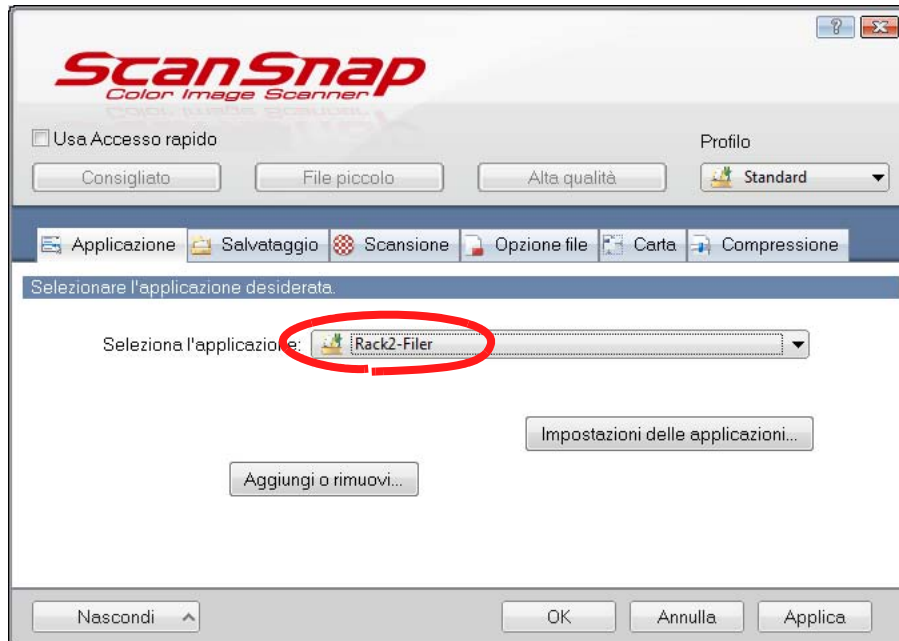 ScanSnap
Color Image Scanner
Usa Accesso rapido
Profilo
Consigliato File piccolo Alta qualità Standard
Applicazione Salvataggio Scansione Opzione file Carta Compressione
Selezionare l'applicazione desiderata.
Seleziona l'applicazione: Rack2-Filer
Impostazioni delle applicazioni...
Aggiungi o rimuovi...
Nascondi OK Annulla Applica